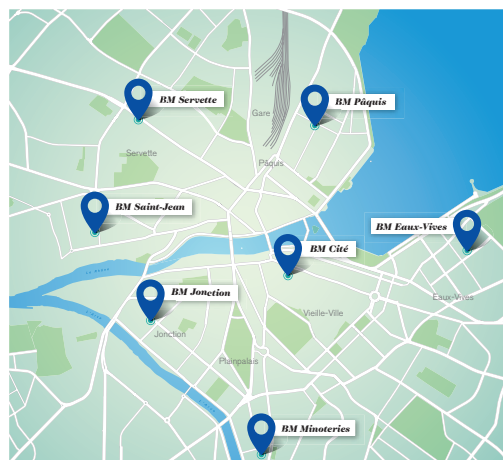 BM Servette
BM Pâquis
Gare
Servette
Pâquis
BM Saint-Jean
BM Eaux-Vives
BM Cité
BM Jonction
Eaux-Vives
Vieille-Ville
Jonction
Plainpalais
BM Minoteries